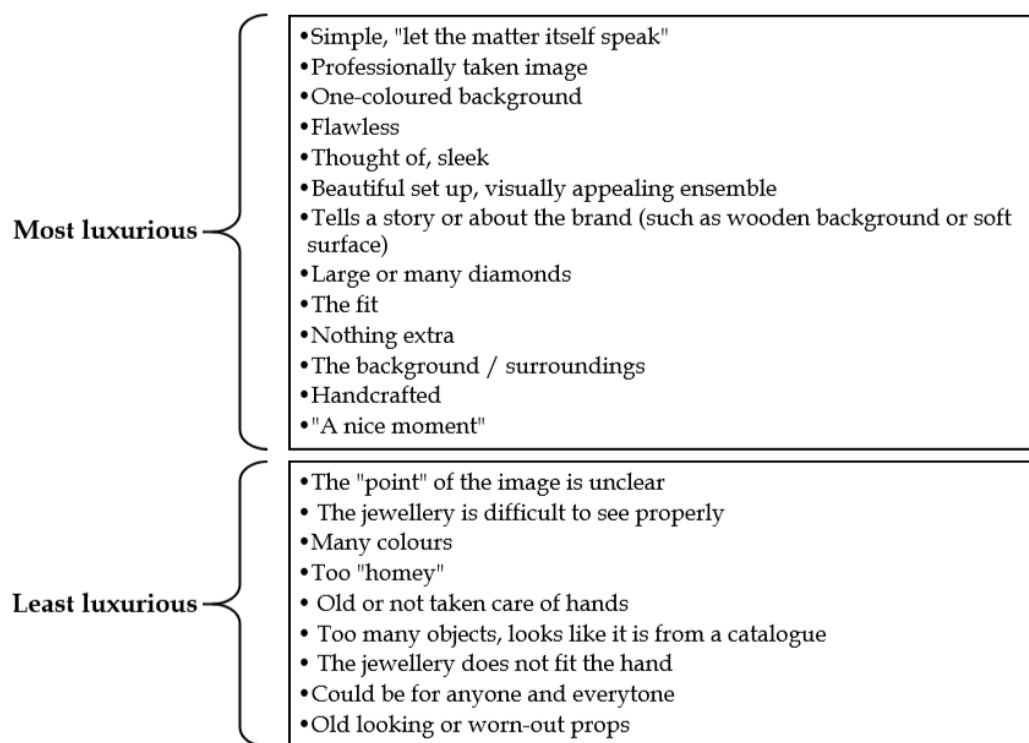 Most luxurious
•Simple, "let the matter itself speak"
•Professionally taken image
•One-coloured background
•Flawless
•Thought of, sleek
•Beautiful set up, visually appealing ensemble
•Tells a story or about the brand (such as wooden background or soft
surface)
•Large or many diamonds
•The fit
•Nothing extra
•The background / surroundings
•Handcrafted
•"A nice moment"
Least luxurious
•The "point" of the image is unclear
• The jewellery is difficult to see properly
•Many colours
•Too "homey"
• Old or not taken care of hands
• Too many objects, looks like it is from a catalogue
• The jewellery does not fit the hand
•Could be for anyone and everytone
•Old looking or worn-out props